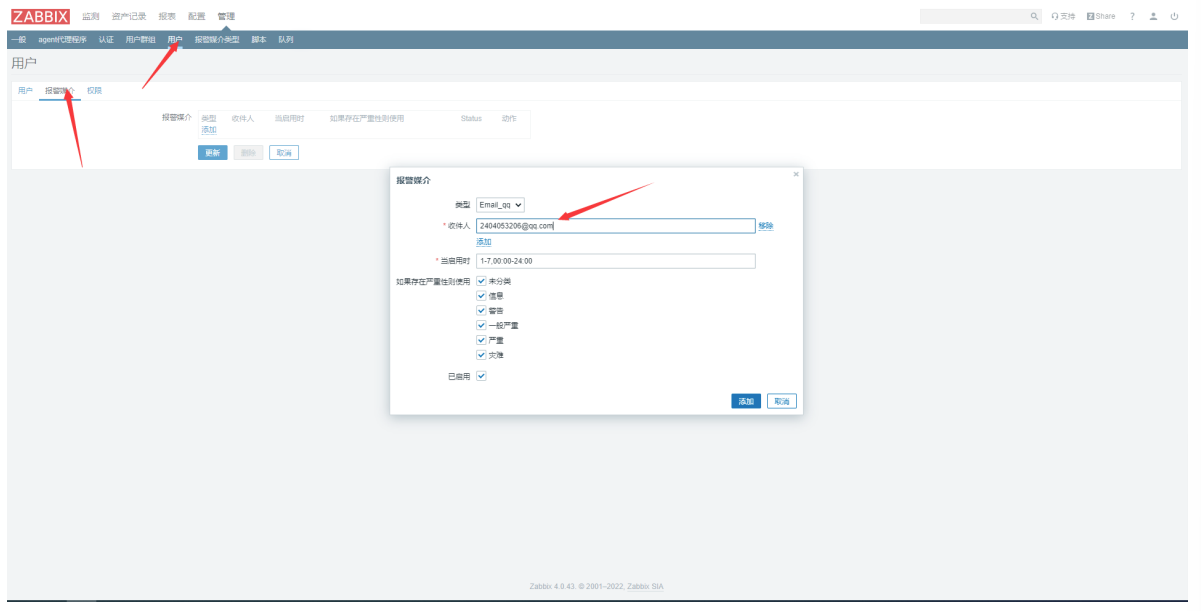 ZABBIX 监测 资产记录 报表 配置 管理 支持 Share ?
一般 agent代理程序 认证 用户群组 用户 报警媒介类型 脚本 队列
用户
用户 报警媒介 权限
报警媒介 类型 收件人 当启用时 如果存在严重性则使用 Status 动作
添加
更新 删除 取消
报警媒介
类型 Email_qq
* 收件人 2404053206@qq.com 移除
添加
* 当启用时 1-7,00:00-24:00
如果存在严重性则使用 未分类
信息
警告
一般严重
严重
灾难
已启用
添加 取消
Zabbix 4.0.43. © 2001–2022, Zabbix SIA